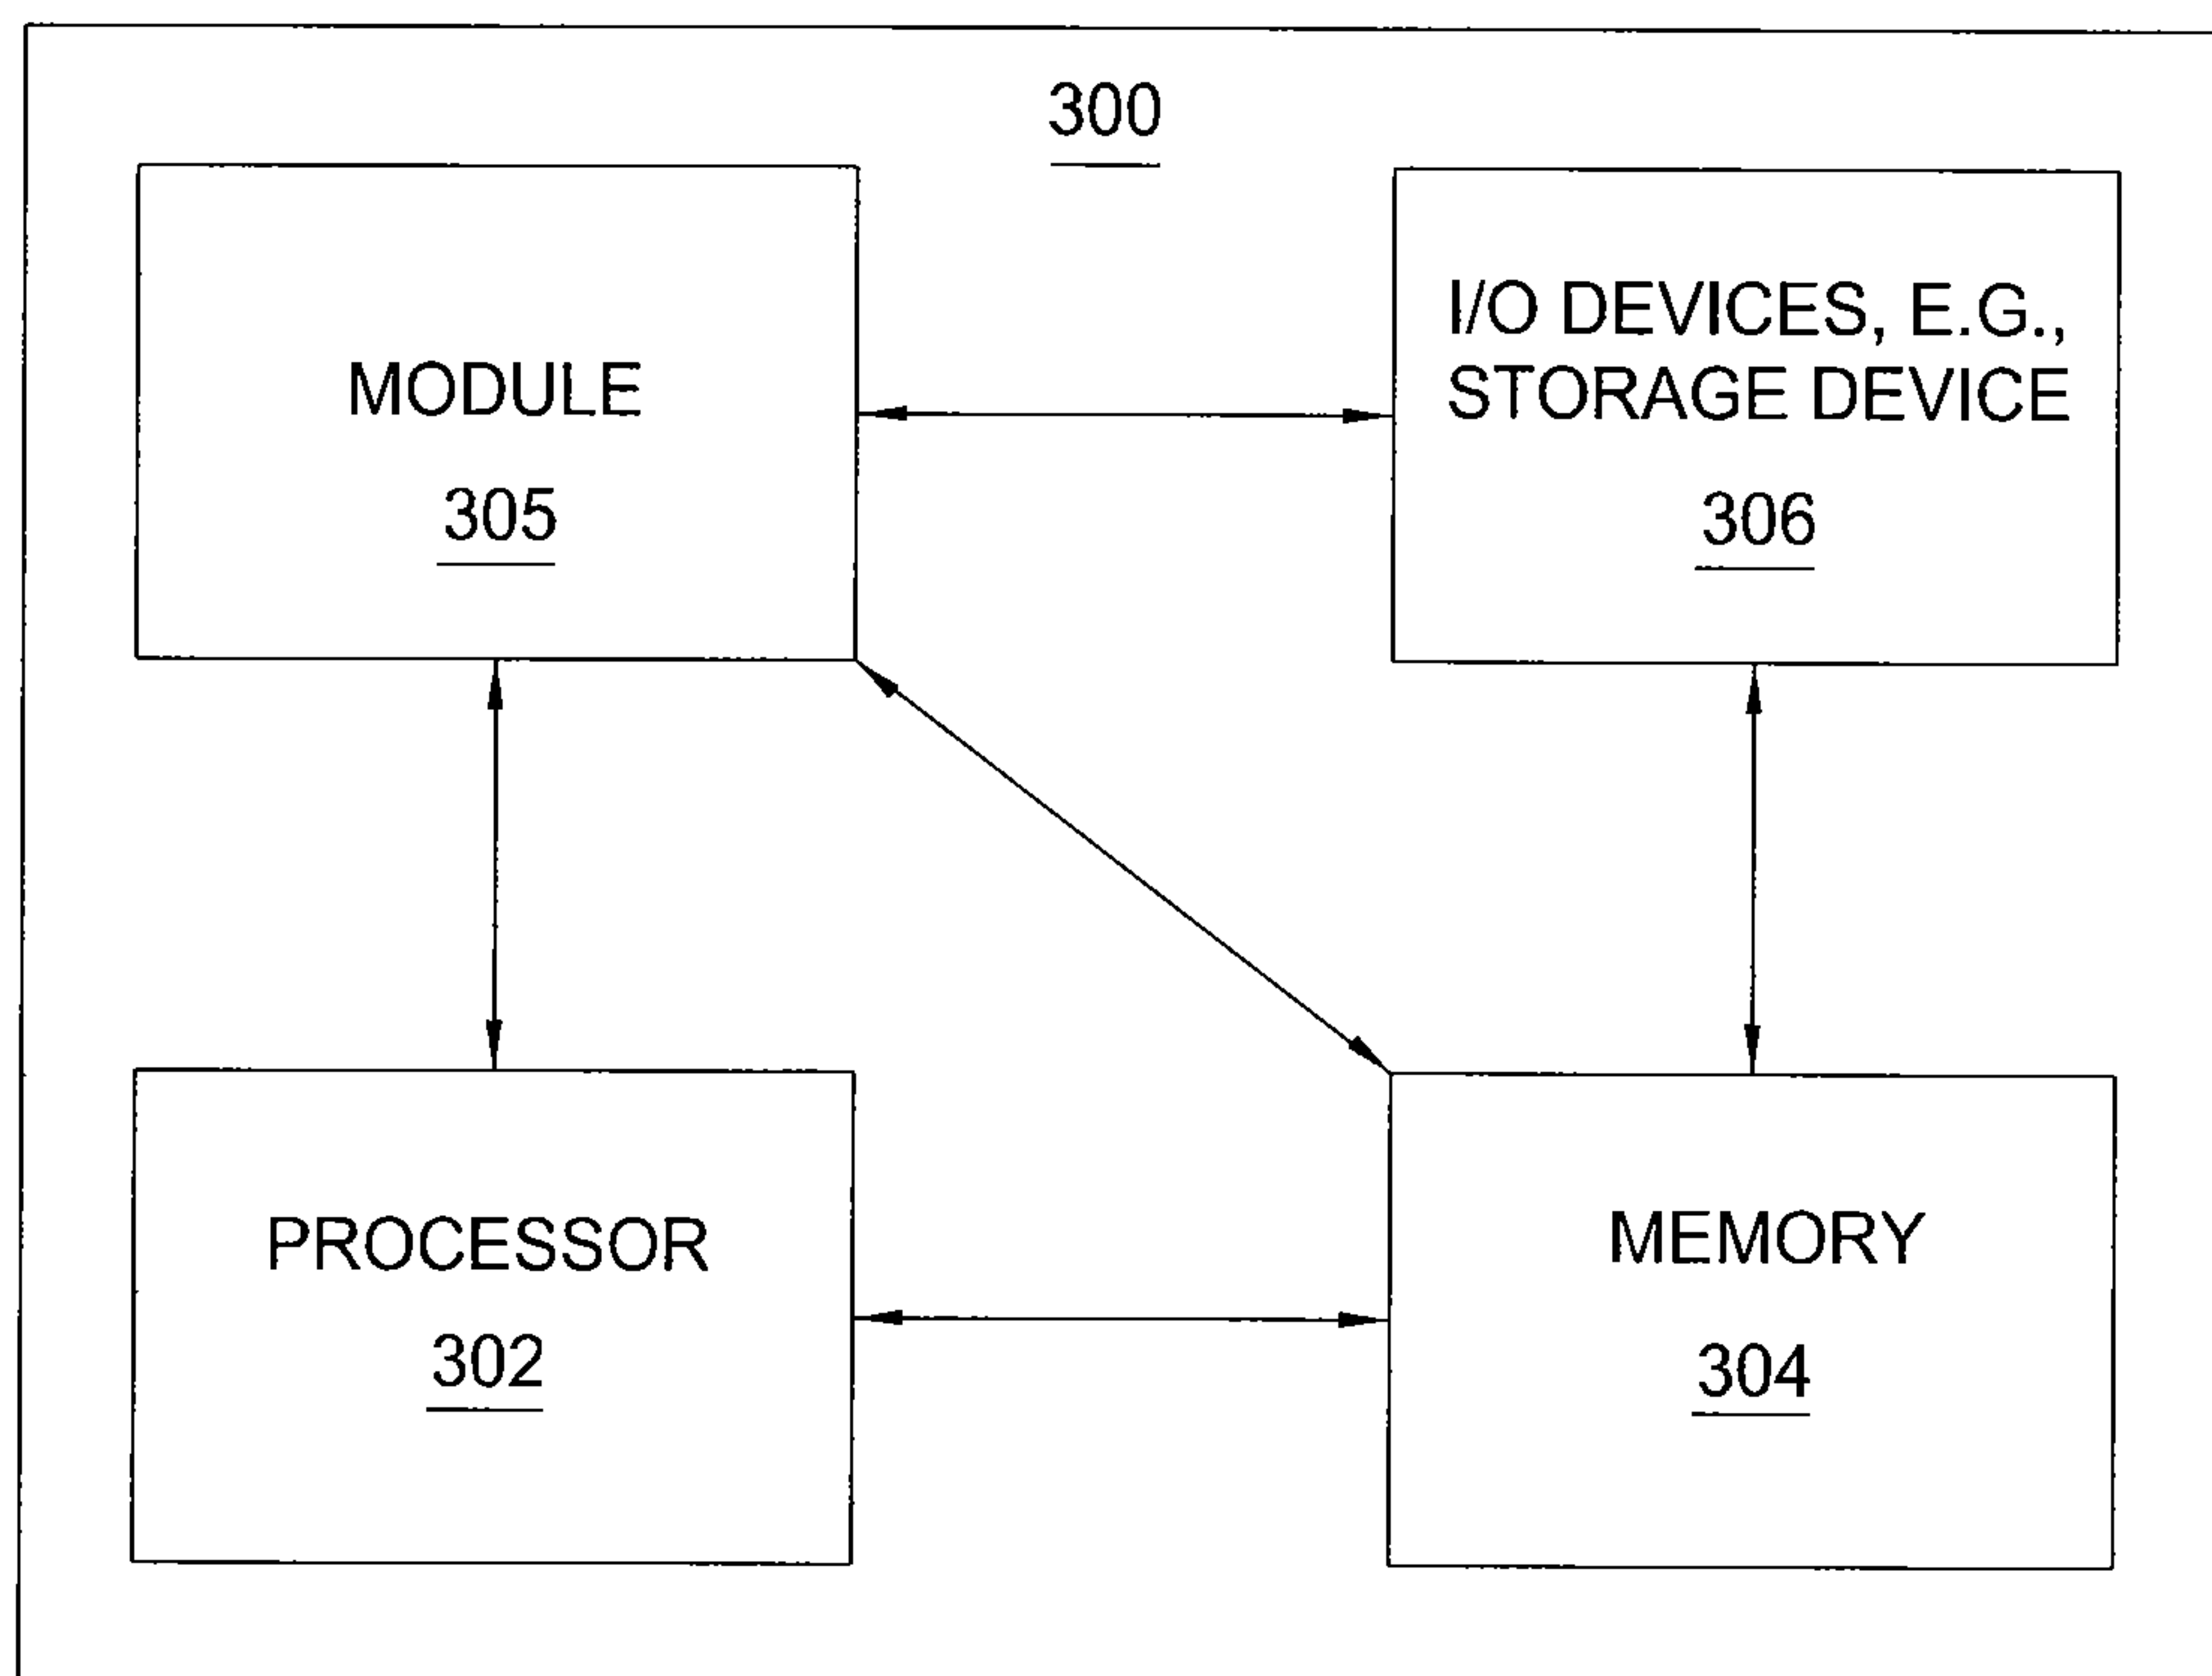 300
MODULE
305
I/O DEVICES, E.G.,
STORAGE DEVICE
306
PROCESSOR
302
MEMORY
304